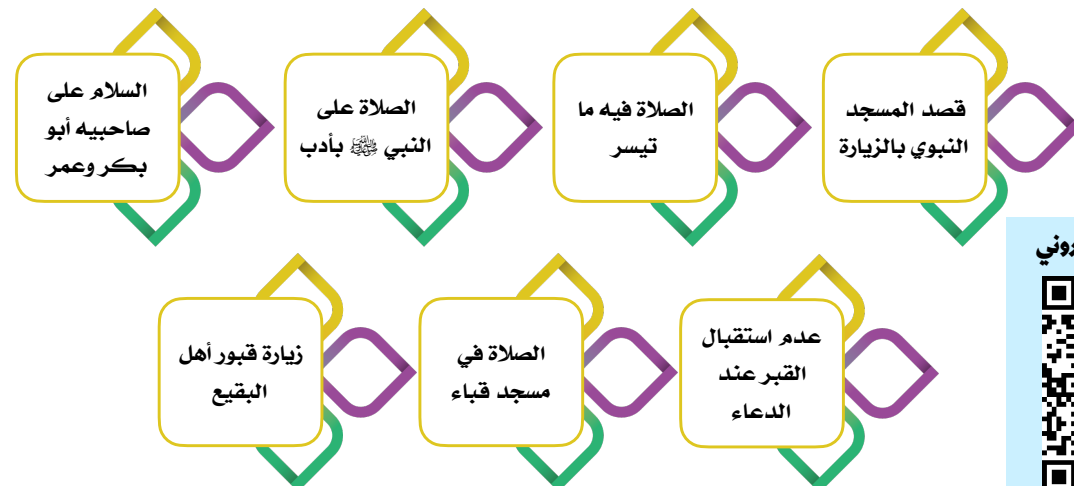 قصد المسجد
النبوي بالزيارة
الصلاة فيه ما
تيسر
الصلاة على
النبي ﷺ بأدب
السلام على
صاحبيه أبو
بكر وعمر
عدم استقبال
القبر عند
الدعاء
الصلاة في
مسجد قباء
زيارة قبور أهل
البقيع